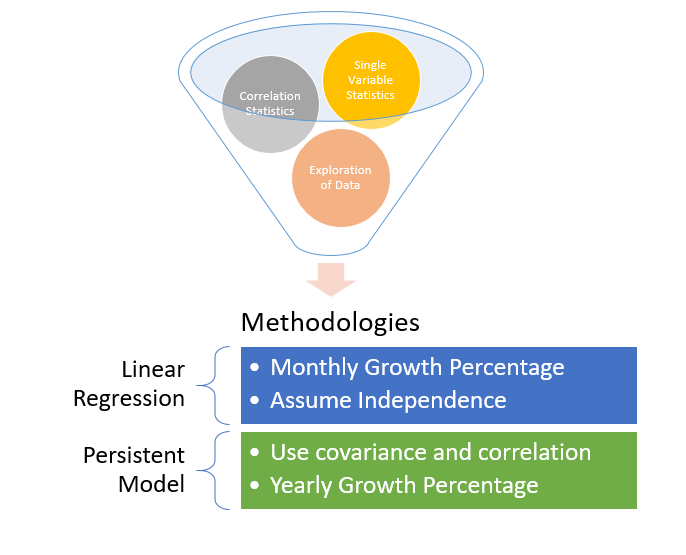 Single
Variable
Statistics
Correlation
Statistics
Exploration
of Data
Methodologies
Linear
Regression
• Monthly Growth Percentage
• Assume Independence
Persistent
Model
• Use covariance and correlation
• Yearly Growth Percentage